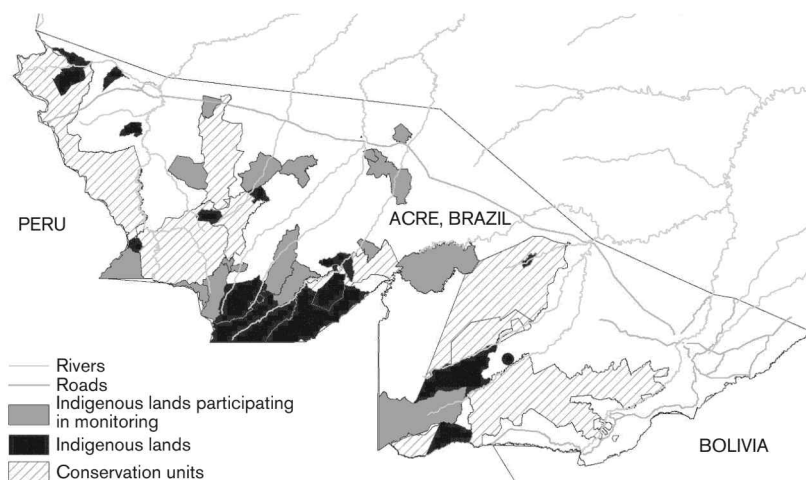 PERU
ACRE, BRAZIL
Rivers
Roads
Indigenous lands participating
in monitoring
Indigenous lands
Conservation units
BOLIVIA